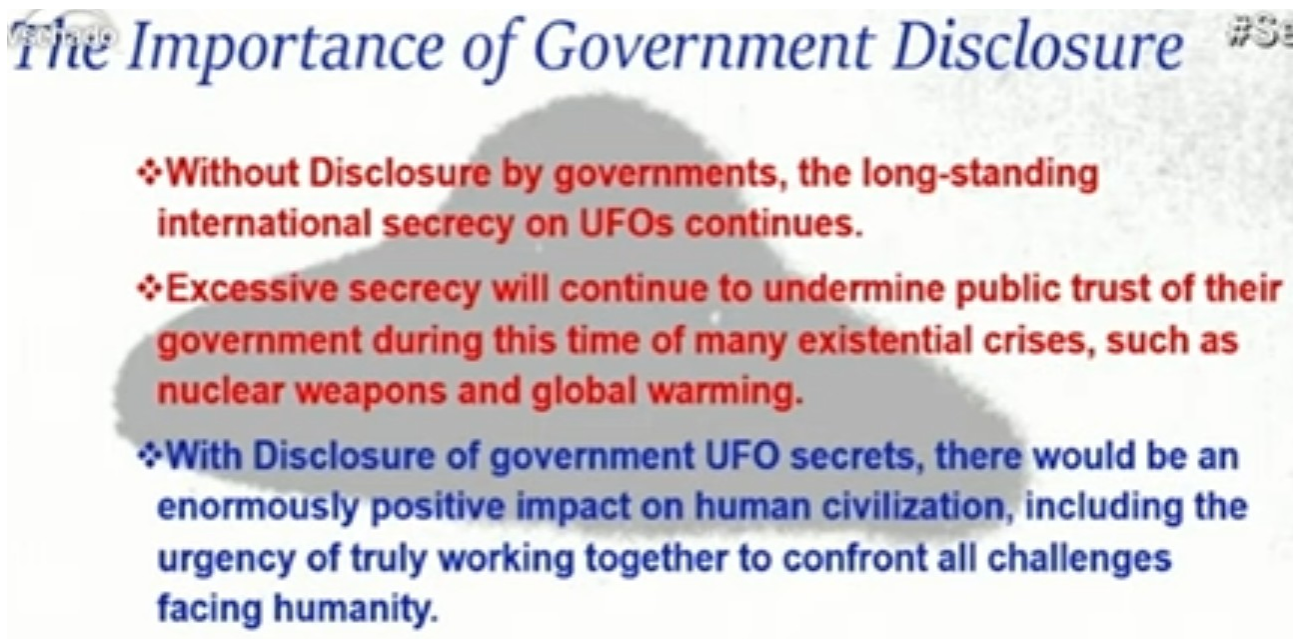 The Importance of Government Disclosure
❖Without Disclosure by governments, the long-standing
international secrecy on UFOs continues.
❖Excessive secrecy will continue to undermine public trust of their
government during this time of many existential crises, such as
nuclear weapons and global warming.
❖With Disclosure of government UFO secrets, there would be an
enormously positive impact on human civilization, including the
urgency of truly working together to confront all challenges
facing humanity.